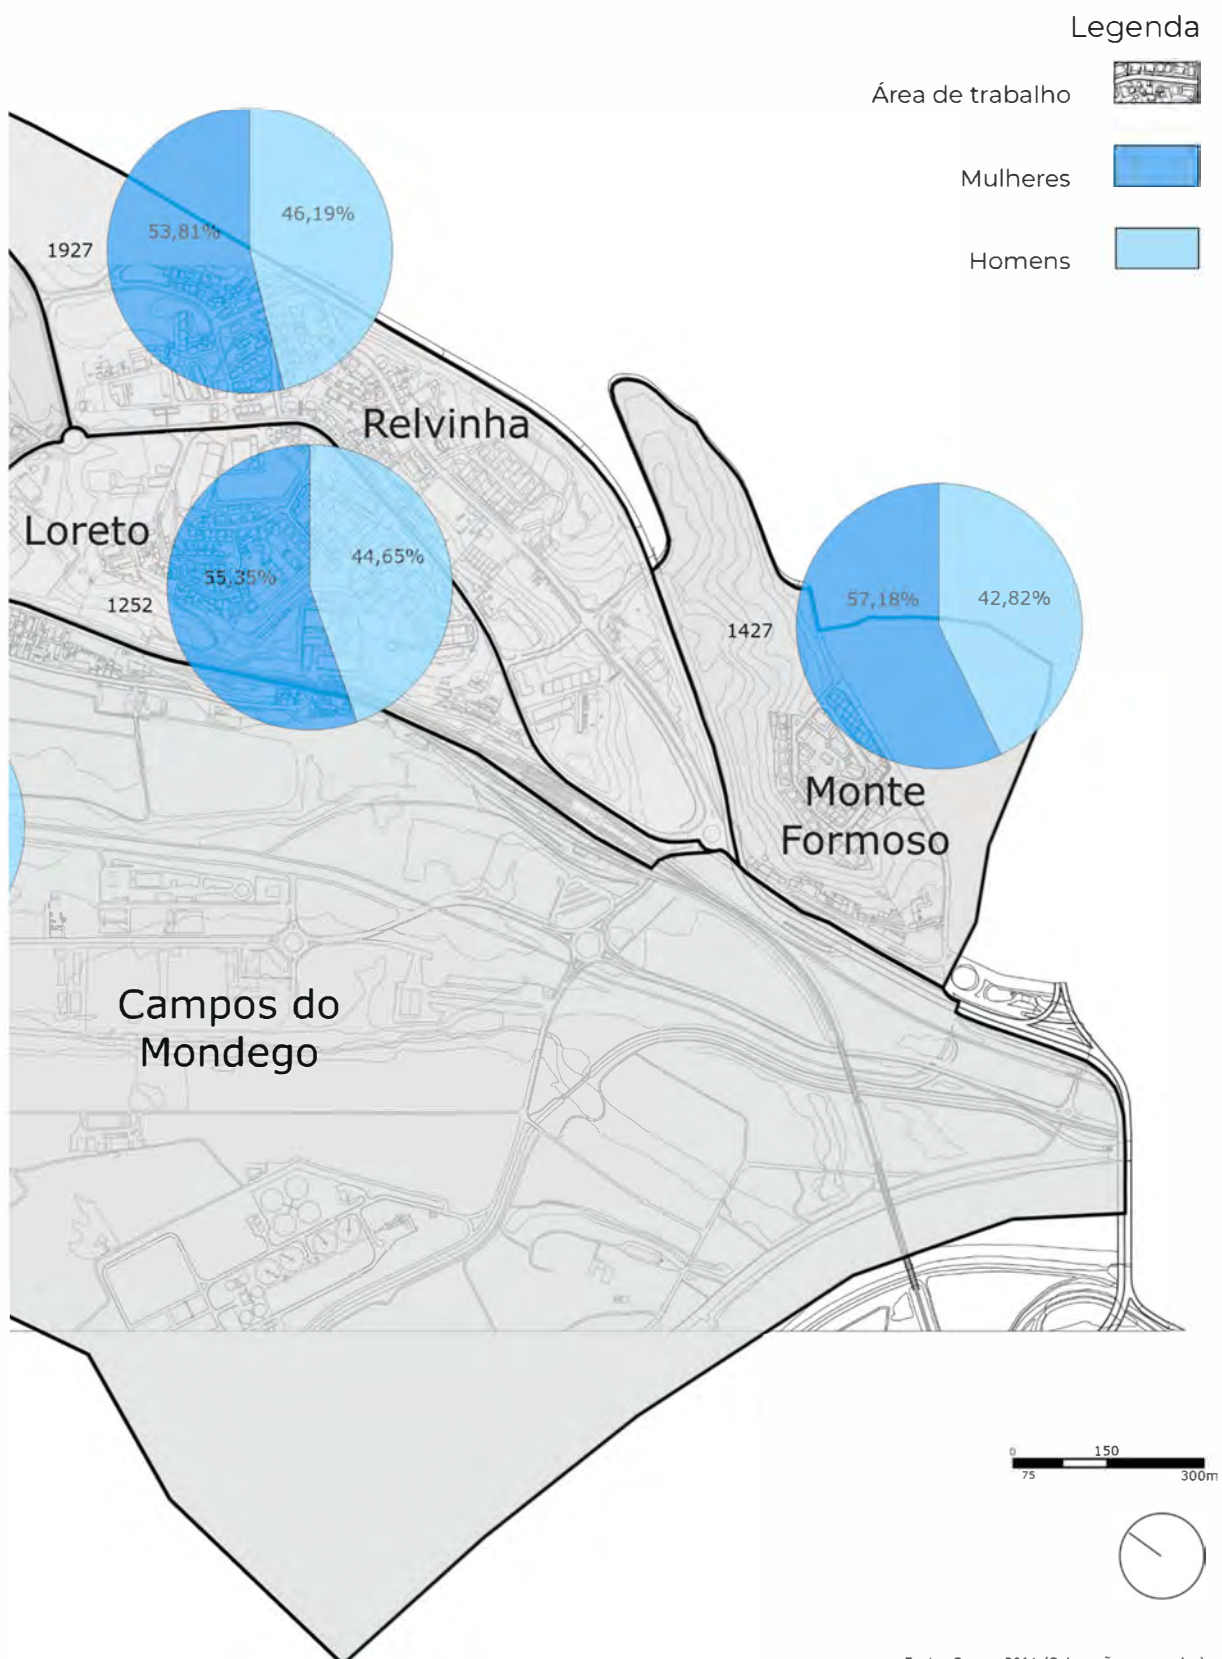 Legenda
Área de trabalho
Mulheres
Homens
46,19%
53,81%
1927
Relvinha
Loreto
44,65%
55,35%
1252
57,18%
42,82%
1427
Monte
Formoso
Campos do
Mondego
0
150
75
300m